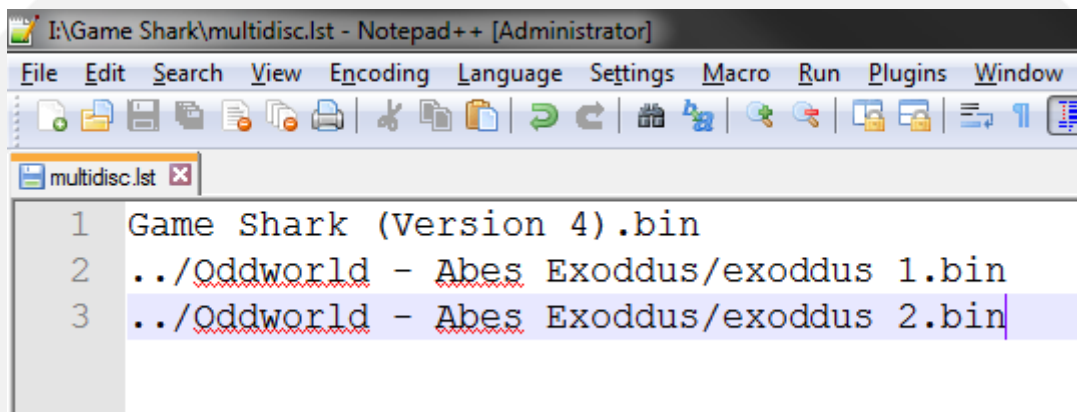 I:\Game Shark\multidisc.lst - Notepad++ [Administrator]
File Edit Search View Encoding Language Settings Macro Run Plugins Window
multidisc.lst
1 Game Shark (Version 4).bin
2 ../Oddworld - Abes Exoddus/exoddus 1.bin
3 ../Oddworld - Abes Exoddus/exoddus 2.bin